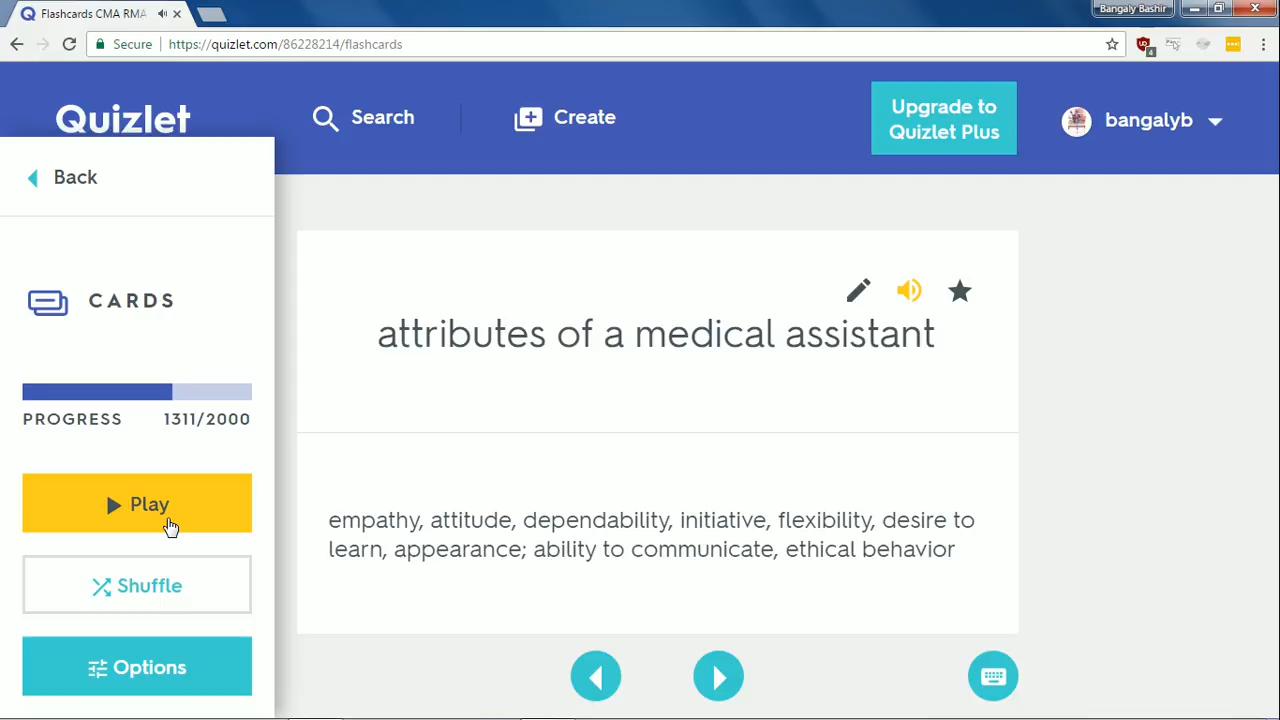 Flashcards CMA RMA
Bangaly Bashir
Secure
https://quizlet.com/86228214/flashcards
4
Quizlet
Search
Create
Upgrade to
Quizlet Plus
bangalyb
Back
CARDS
PROGRESS 1311/2000
Play
Shuffle
Options
attributes of a medical assistant
empathy, attitude, dependability, initiative, flexibility, desire to
learn, appearance; ability to communicate, ethical behavior